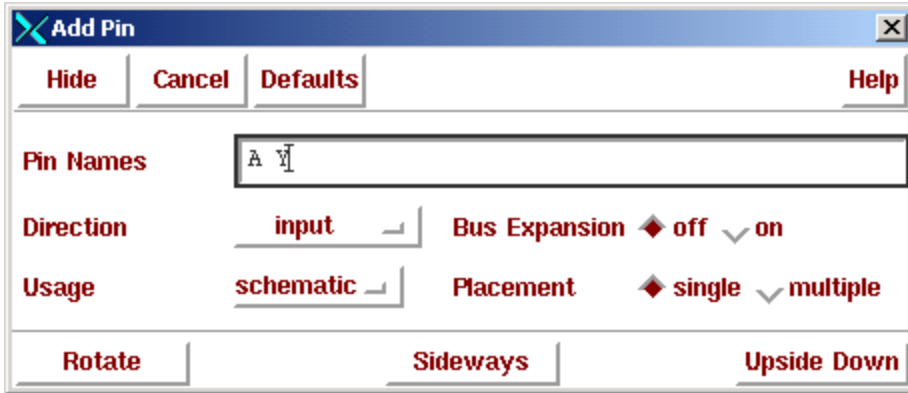 Add Pin
Hide Cancel Defaults Help
Pin Names A Y
Direction input Bus Expansion off on
Usage schematic Placement single multiple
Rotate Sideways Upside Down